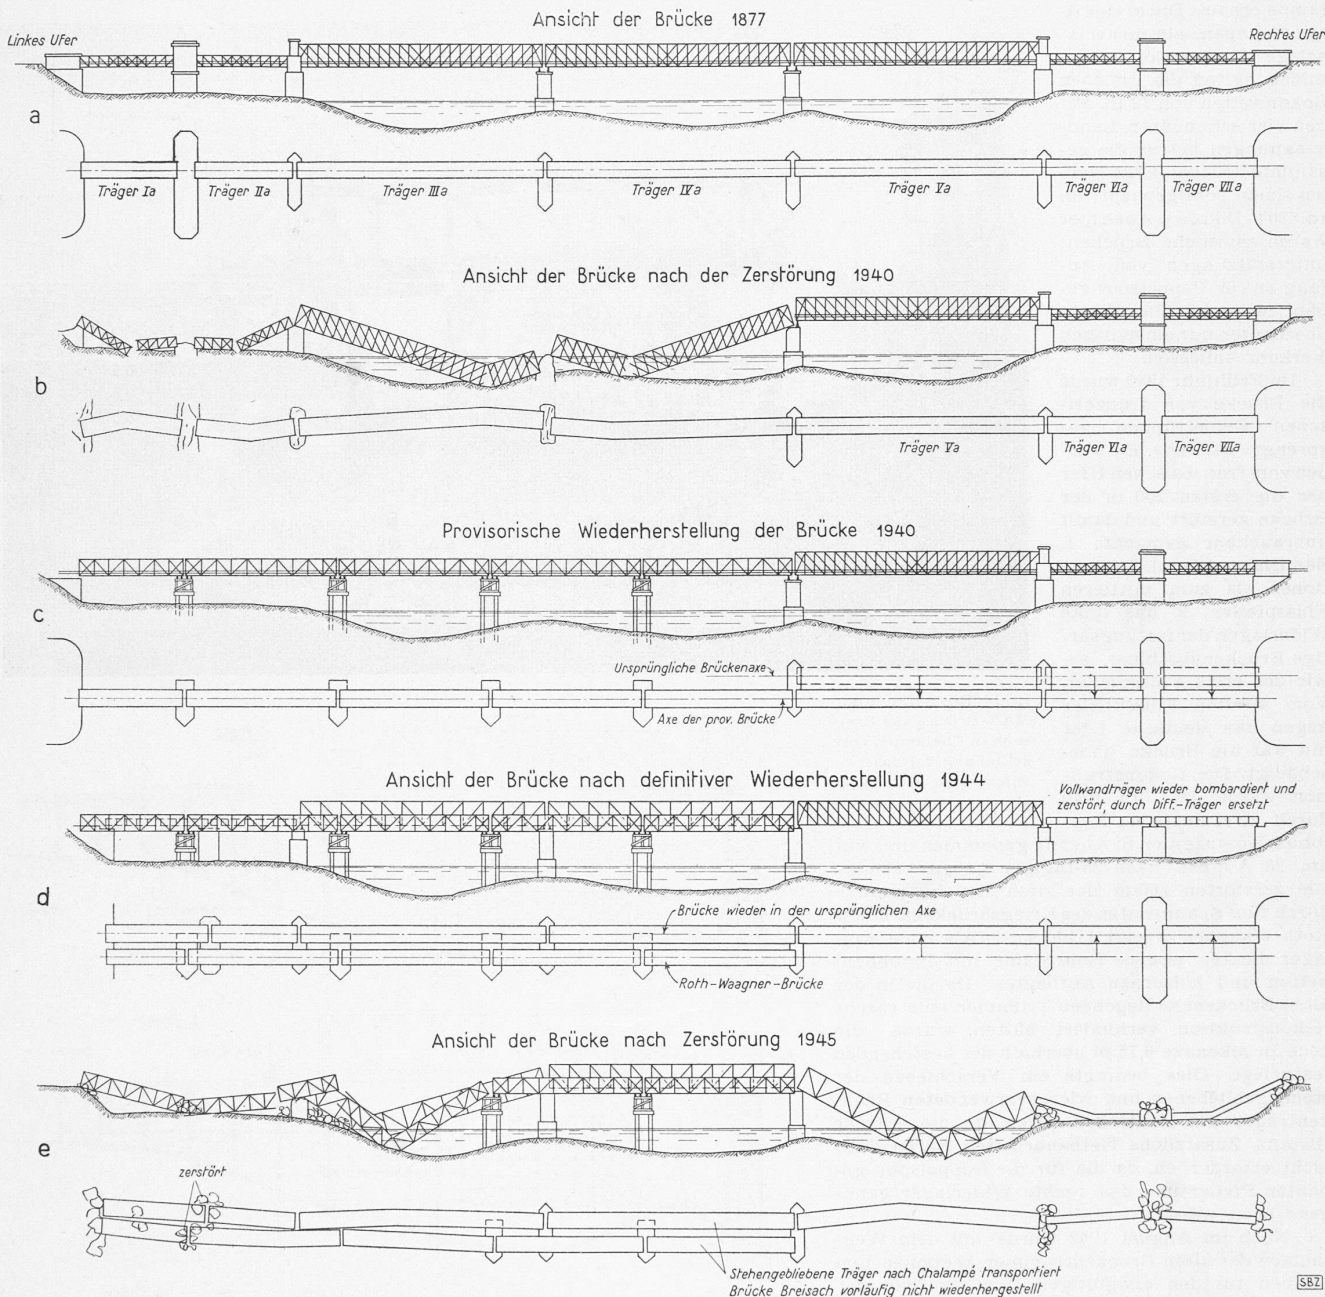 Ansicht der Brücke 1877
Linkes Ufer
Rechtes Ufer
a
Träger Ia
Träger IIa
Träger IIIa
Träger IVa
Träger Va
Träger VIa
Träger VIIa
Ansicht der Brücke nach der Zerstörung 1940
b
Träger Va
Träger VIa
Träger VIIa
Provisorische Wiederherstellung der Brücke 1940
c
Ursprüngliche Brückenaxe
Axe der prov. Brücke
Ansicht der Brücke nach definitiver Wiederherstellung 1944
Vollwandträger wieder bombardiert und
zerstört, durch Diff.-Träger ersetzt
d
Brücke wieder in der ursprünglichen Axe
Roth-Waagner-Brücke
Ansicht der Brücke nach Zerstörung 1945
e
zerstört
Stehengebliebene Träger nach Chalampé transportiert
Brücke Breisach vorläufig nicht wiederhergestellt
SBZ